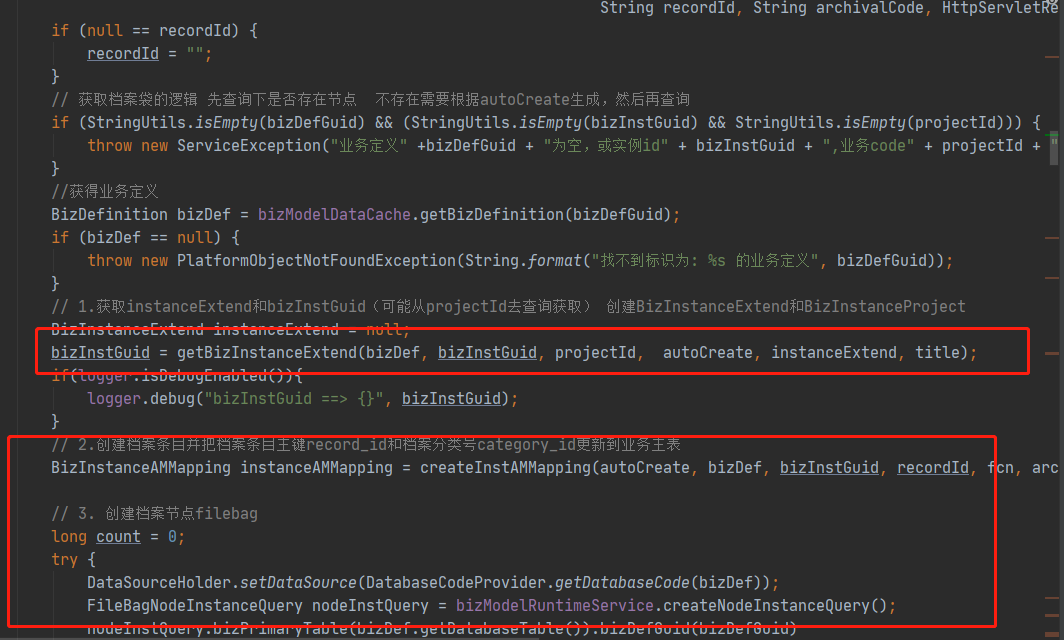 String recordId, String archivalCode, HttpServletRe
if (null == recordId) {
recordId = "";
}
// 获取档案袋的逻辑 先查询下是否存在节点  不存在需要根据autoCreate生成，然后再查询
if (StringUtils.isEmpty(bizDefGuid) && (StringUtils.isEmpty(bizInstGuid) && StringUtils.isEmpty(projectId))) {
throw new ServiceException("业务定义" +bizDefGuid + "为空，或实例id" + bizInstGuid + ",业务code" + projectId + "
}
//获得业务定义
BizDefinition bizDef = bizModelDataCache.getBizDefinition(bizDefGuid);
if (bizDef == null) {
throw new PlatformObjectNotFoundException(String.format("找不到标识为: %s 的业务定义", bizDefGuid));
}
// 1.获取instanceExtend和bizInstGuid（可能从projectId去查询获取） 创建BizInstanceExtend和BizInstanceProject
BizInstanceExtend instanceExtend = null;
bizInstGuid = getBizInstanceExtend(bizDef, bizInstGuid, projectId,  autoCreate, instanceExtend, title);
if(logger.isDebugEnabled()){
logger.debug("bizInstGuid ==> {}", bizInstGuid);
}
// 2.创建档案条目并把档案条目主键record_id和档案分类号category_id更新到业务主表
BizInstanceAMMapping instanceAMMapping = createInstAMMapping(autoCreate, bizDef, bizInstGuid, recordId, fcn, arc
// 3. 创建档案节点filebag
long count = 0;
try {
DataSourceHolder.setDataSource(DatabaseCodeProvider.getDatabaseCode(bizDef));
FileBagNodeInstanceQuery nodeInstQuery = bizModelRuntimeService.createNodeInstanceQuery();
nodeInstQuery.bizPrimaryTable(bizDef.getDatabaseTable()).bizDefGuid(bizDefGuid)